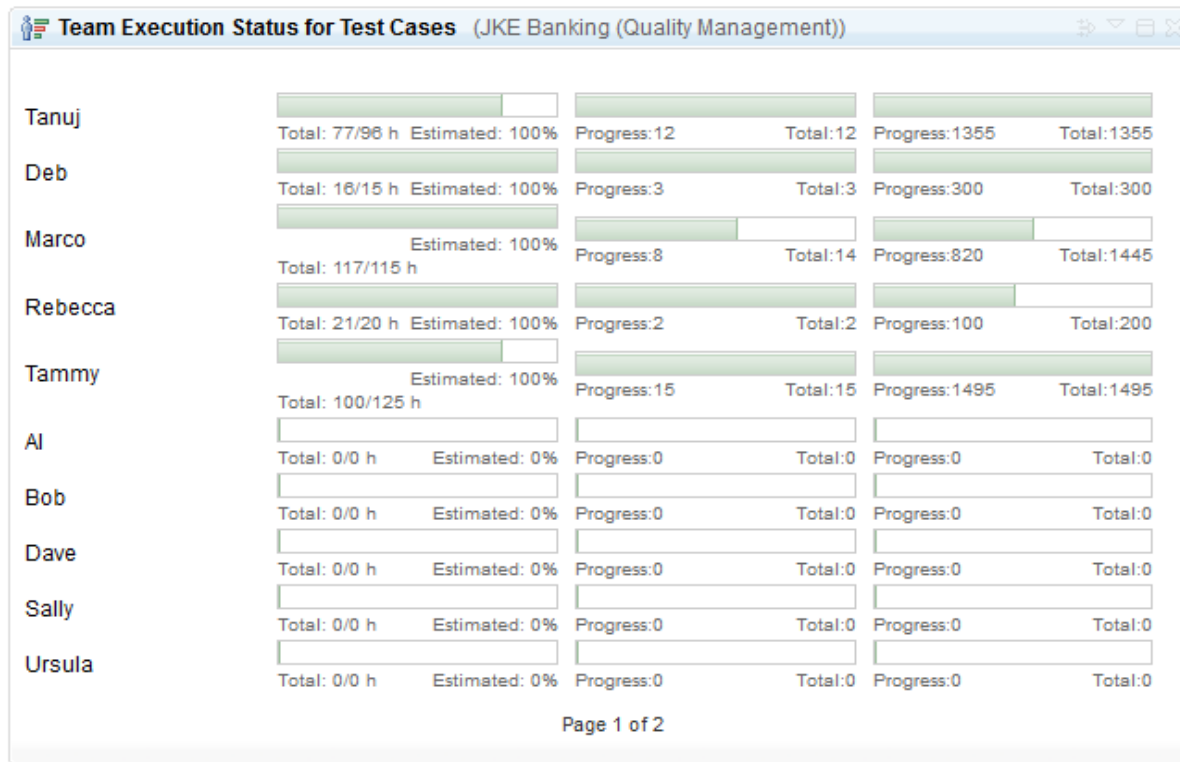 Team Execution Status for Test Cases (JKE Banking (Quality Management))
Tanuj
Total: 77/96 h Estimated: 100% Progress:12 Total:12 Progress:1355 Total:1355
Deb
Total: 16/15 h Estimated: 100% Progress:3 Total:3 Progress:300 Total:300
Marco
Estimated: 100%
Total: 117/115 h
Progress:8 Total:14 Progress:820 Total:1445
Rebecca
Total: 21/20 h Estimated: 100% Progress:2 Total:2 Progress:100 Total:200
Tammy
Estimated: 100%
Total: 100/125 h
Progress:15 Total:15 Progress:1495 Total:1495
Al
Total: 0/0 h Estimated: 0% Progress:0 Total:0 Progress:0 Total:0
Bob
Total: 0/0 h Estimated: 0% Progress:0 Total:0 Progress:0 Total:0
Dave
Total: 0/0 h Estimated: 0% Progress:0 Total:0 Progress:0 Total:0
Sally
Total: 0/0 h Estimated: 0% Progress:0 Total:0 Progress:0 Total:0
Ursula
Total: 0/0 h Estimated: 0% Progress:0 Total:0 Progress:0 Total:0
Page 1 of 2